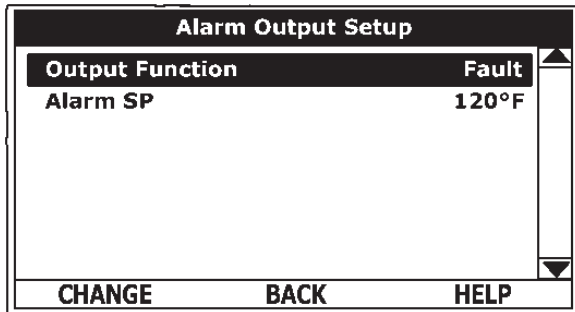 Alarm Output Setup
Output Function Fault
Alarm SP 120°F
CHANGE BACK HELP